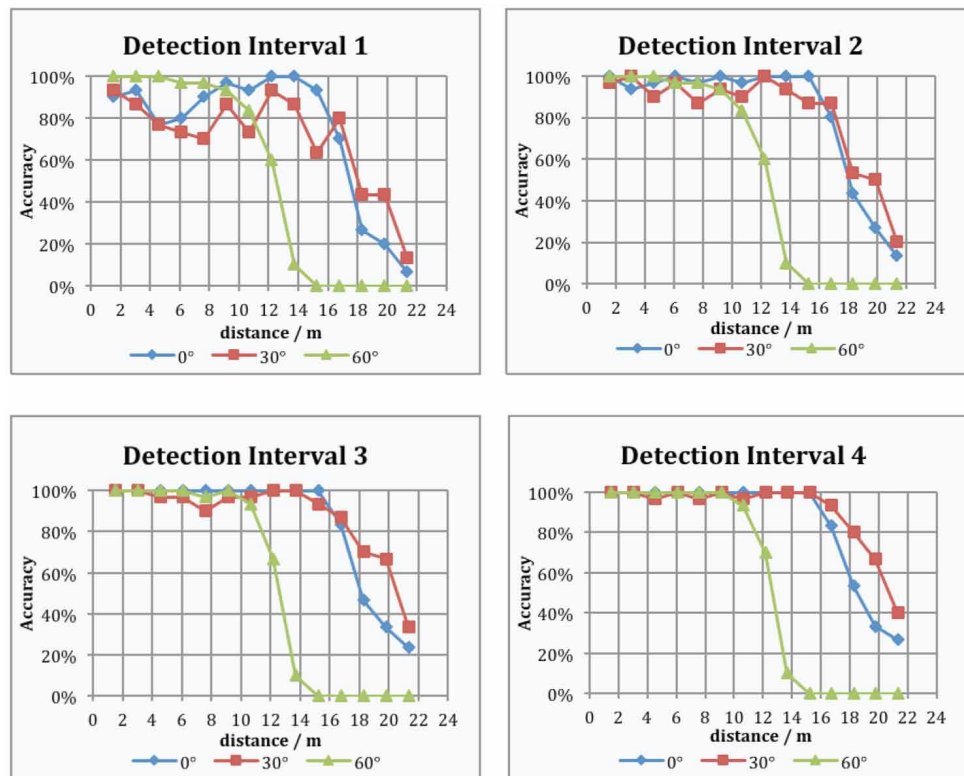 Detection Interval 1
Accuracy
100%
80%
60%
40%
20%
0%
0 2 4 6 8 10 12 14 16 18 20 22 24
distance / m
0° 30° 60°
Detection Interval 2
Accuracy
100%
80%
60%
40%
20%
0%
0 2 4 6 8 10 12 14 16 18 20 22 24
distance / m
0° 30° 60°
Detection Interval 3
Accuracy
100%
80%
60%
40%
20%
0%
0 2 4 6 8 10 12 14 16 18 20 22 24
distance / m
0° 30° 60°
Detection Interval 4
Accuracy
100%
80%
60%
40%
20%
0%
0 2 4 6 8 10 12 14 16 18 20 22 24
distance / m
0° 30° 60°